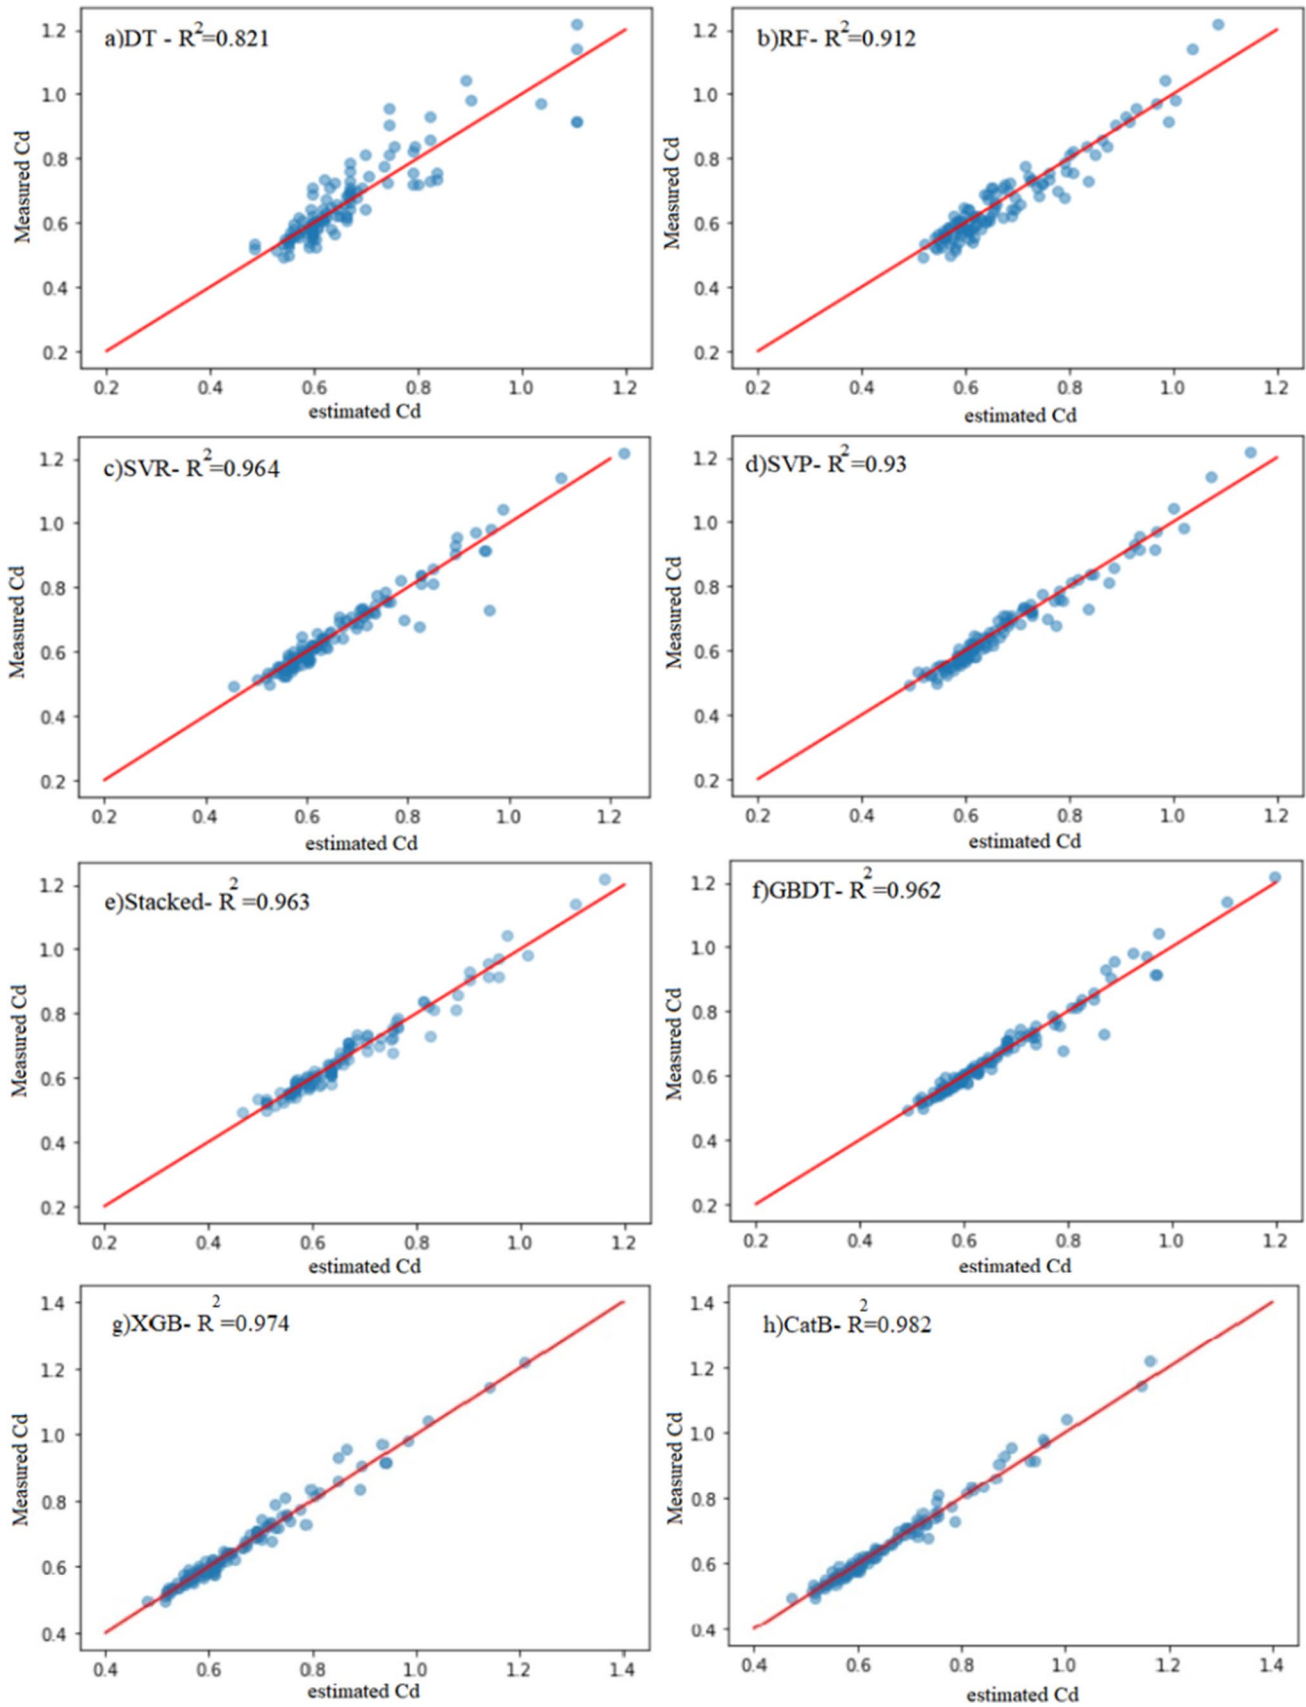 a)DT - R²=0.821
1.2
1.0
0.8
0.6
0.4
0.2
Measured Cd
0.2 0.4 0.6 0.8 1.0 1.2
estimated Cd
b)RF- R²=0.912
1.2
1.0
0.8
0.6
0.4
0.2
Measured Cd
0.2 0.4 0.6 0.8 1.0 1.2
estimated Cd
c)SVR- R²=0.964
1.2
1.0
0.8
0.6
0.4
0.2
Measured Cd
0.2 0.4 0.6 0.8 1.0 1.2
estimated Cd
d)SVP- R²=0.93
1.2
1.0
0.8
0.6
0.4
0.2
Measured Cd
0.2 0.4 0.6 0.8 1.0 1.2
estimated Cd
e)Stacked- R²=0.963
1.2
1.0
0.8
0.6
0.4
0.2
Measured Cd
0.2 0.4 0.6 0.8 1.0 1.2
estimated Cd
f)GBDT- R²=0.962
1.2
1.0
0.8
0.6
0.4
0.2
Measured Cd
0.2 0.4 0.6 0.8 1.0 1.2
estimated Cd
g)XGB- R²=0.974
1.4
1.2
1.0
0.8
0.6
0.4
Measured Cd
0.4 0.6 0.8 1.0 1.2 1.4
estimated Cd
h)CatB- R²=0.982
1.4
1.2
1.0
0.8
0.6
0.4
Measured Cd
0.4 0.6 0.8 1.0 1.2 1.4
estimated Cd